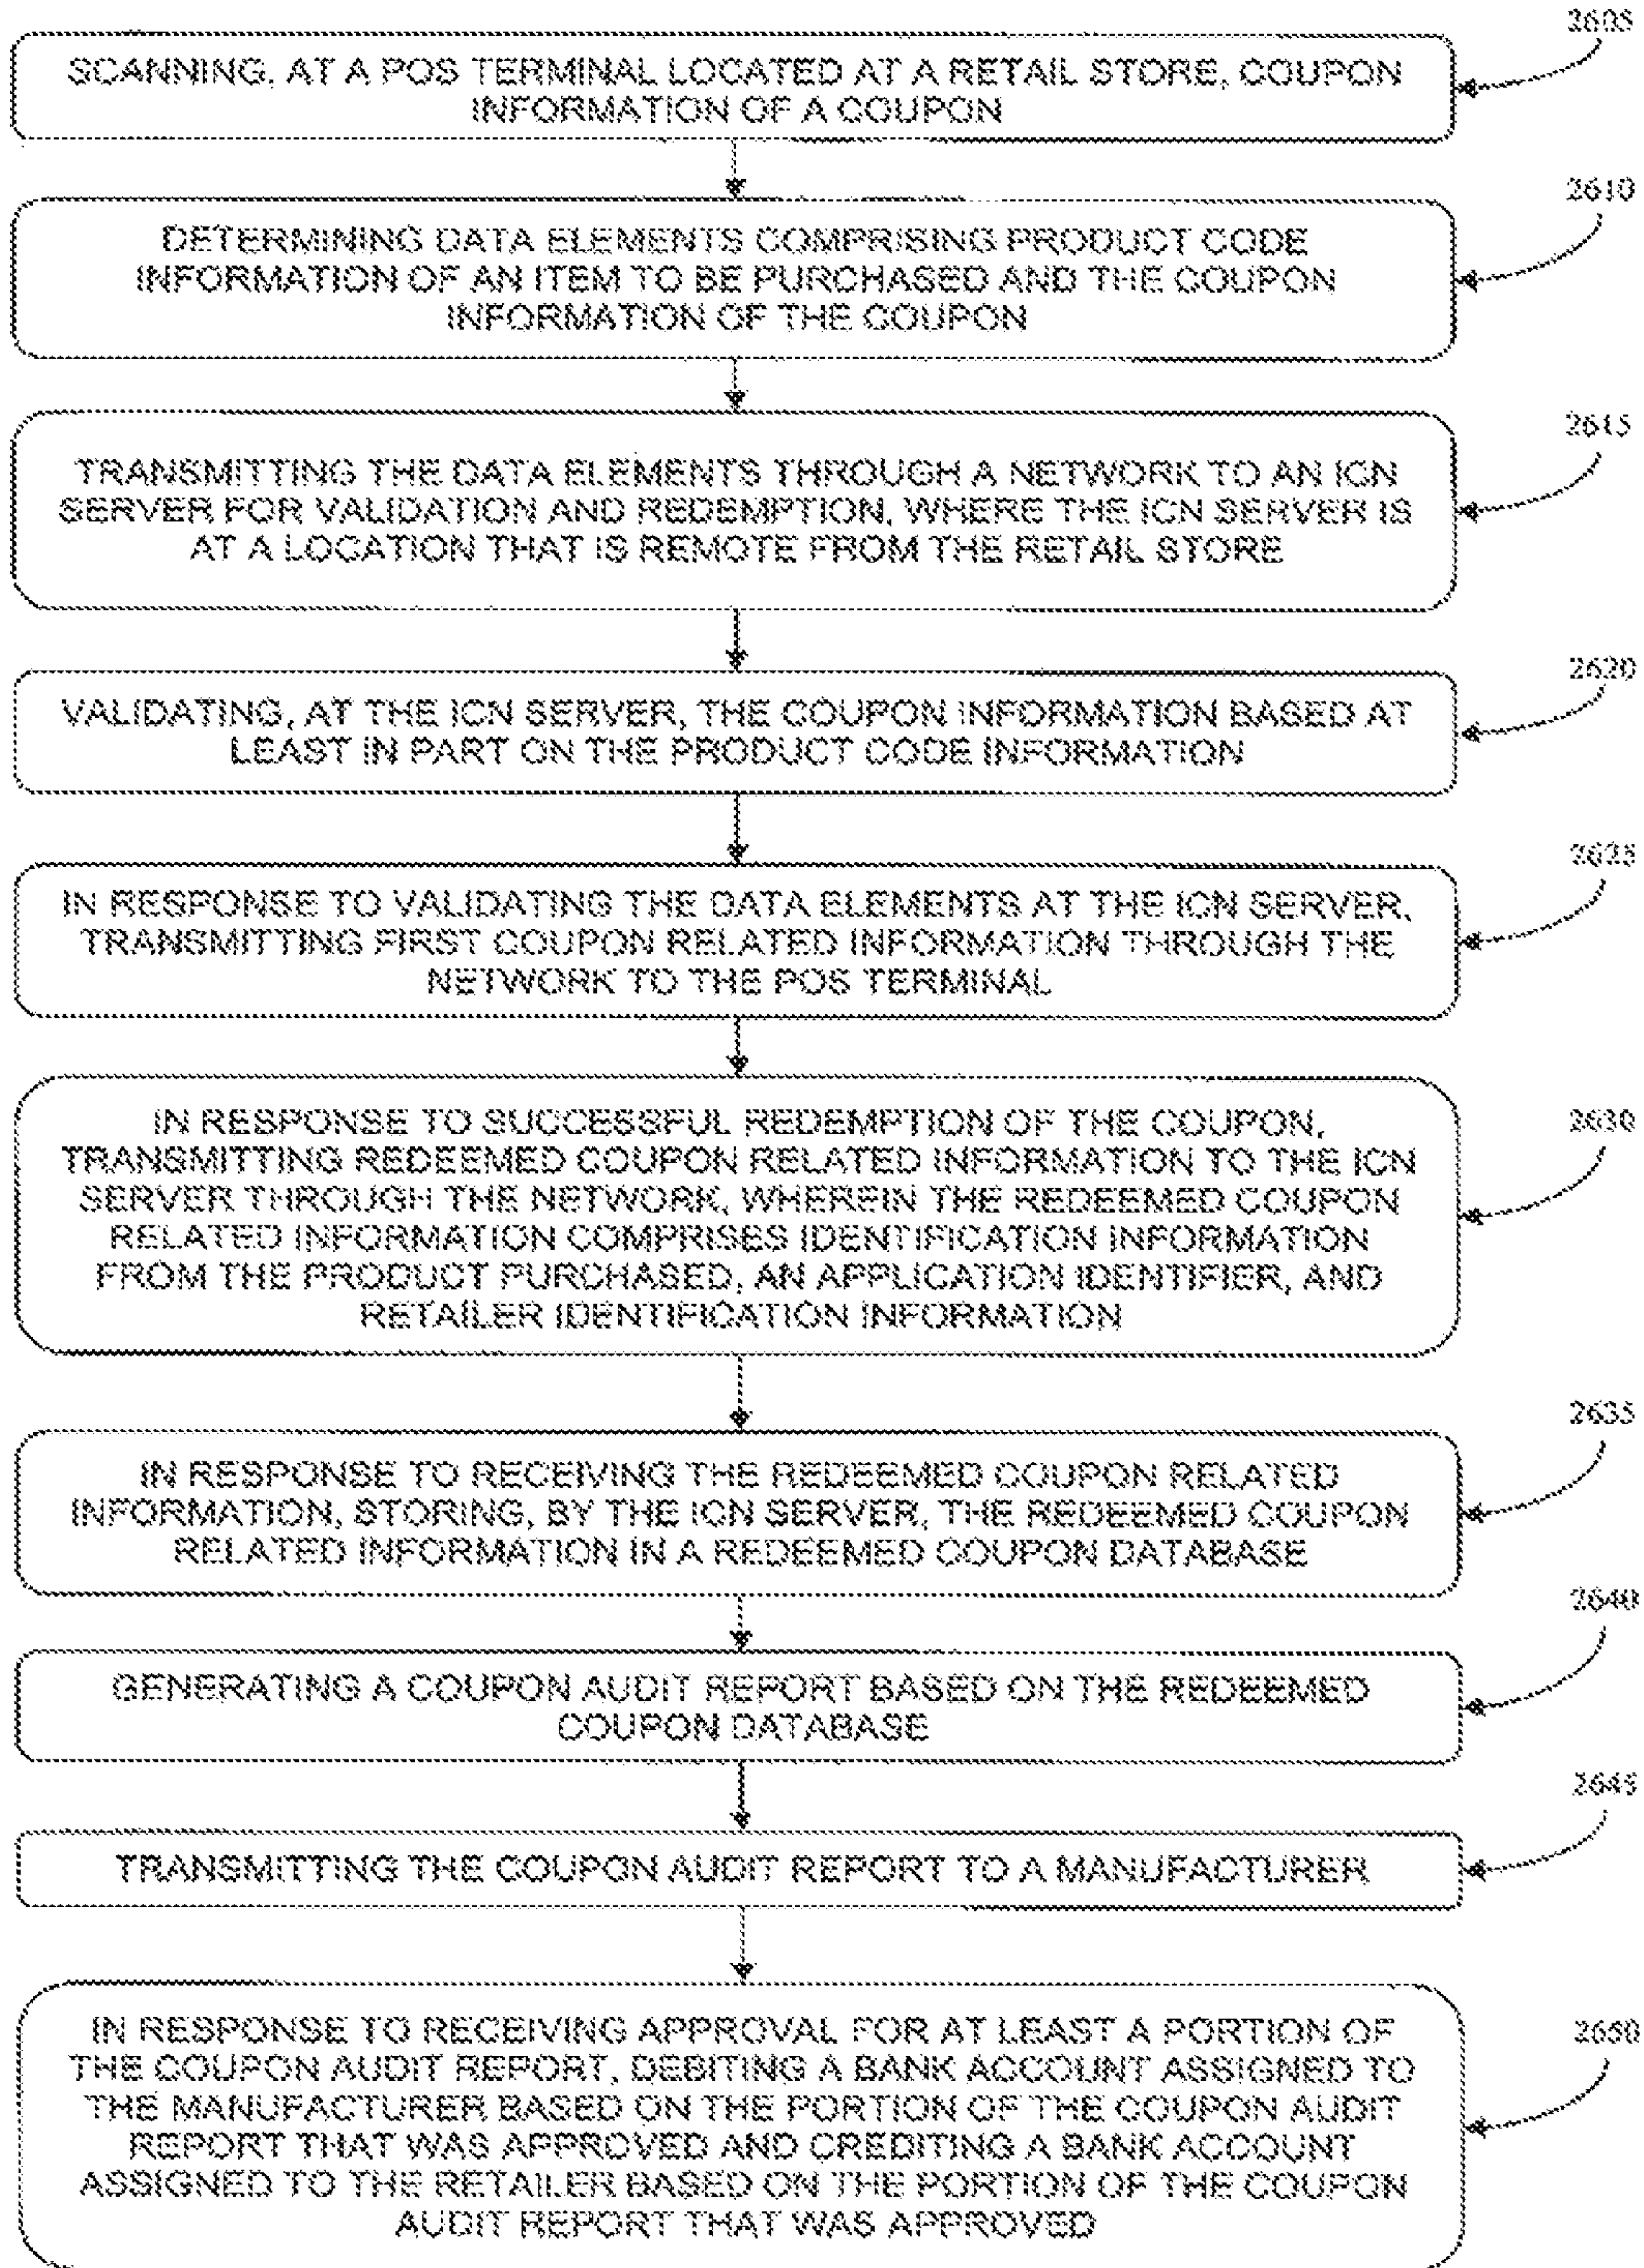 2605
SCANNING, AT A POS TERMINAL LOCATED AT A RETAIL STORE, COUPON
INFORMATION OF A COUPON
2610
DETERMINING DATA ELEMENTS COMPRISING PRODUCT CODE
INFORMATION OF AN ITEM TO BE PURCHASED AND THE COUPON
INFORMATION OF THE COUPON
2615
TRANSMITTING THE DATA ELEMENTS THROUGH A NETWORK TO AN ICN
SERVER FOR VALIDATION AND REDEMPTION, WHERE THE ICN SERVER IS
AT A LOCATION THAT IS REMOTE FROM THE RETAIL STORE
2620
VALIDATING, AT THE ICN SERVER, THE COUPON INFORMATION BASED AT
LEAST IN PART ON THE PRODUCT CODE INFORMATION
2625
IN RESPONSE TO VALIDATING THE DATA ELEMENTS AT THE ICN SERVER,
TRANSMITTING FIRST COUPON RELATED INFORMATION THROUGH THE
NETWORK TO THE POS TERMINAL
2630
IN RESPONSE TO SUCCESSFUL REDEMPTION OF THE COUPON,
TRANSMITTING REDEEMED COUPON RELATED INFORMATION TO THE ICN
SERVER THROUGH THE NETWORK, WHEREIN THE REDEEMED COUPON
RELATED INFORMATION COMPRISES IDENTIFICATION INFORMATION
FROM THE PRODUCT PURCHASED, AN APPLICATION IDENTIFIER, AND
RETAILER IDENTIFICATION INFORMATION
2635
IN RESPONSE TO RECEIVING THE REDEEMED COUPON RELATED
INFORMATION, STORING, BY THE ICN SERVER, THE REDEEMED COUPON
RELATED INFORMATION IN A REDEEMED COUPON DATABASE
2640
GENERATING A COUPON AUDIT REPORT BASED ON THE REDEEMED
COUPON DATABASE
2645
TRANSMITTING THE COUPON AUDIT REPORT TO A MANUFACTURER
2650
IN RESPONSE TO RECEIVING APPROVAL FOR AT LEAST A PORTION OF
THE COUPON AUDIT REPORT, DEBITING A BANK ACCOUNT ASSIGNED TO
THE MANUFACTURER BASED ON THE PORTION OF THE COUPON AUDIT
REPORT THAT WAS APPROVED AND CREDITING A BANK ACCOUNT
ASSIGNED TO THE RETAILER BASED ON THE PORTION OF THE COUPON
AUDIT REPORT THAT WAS APPROVED